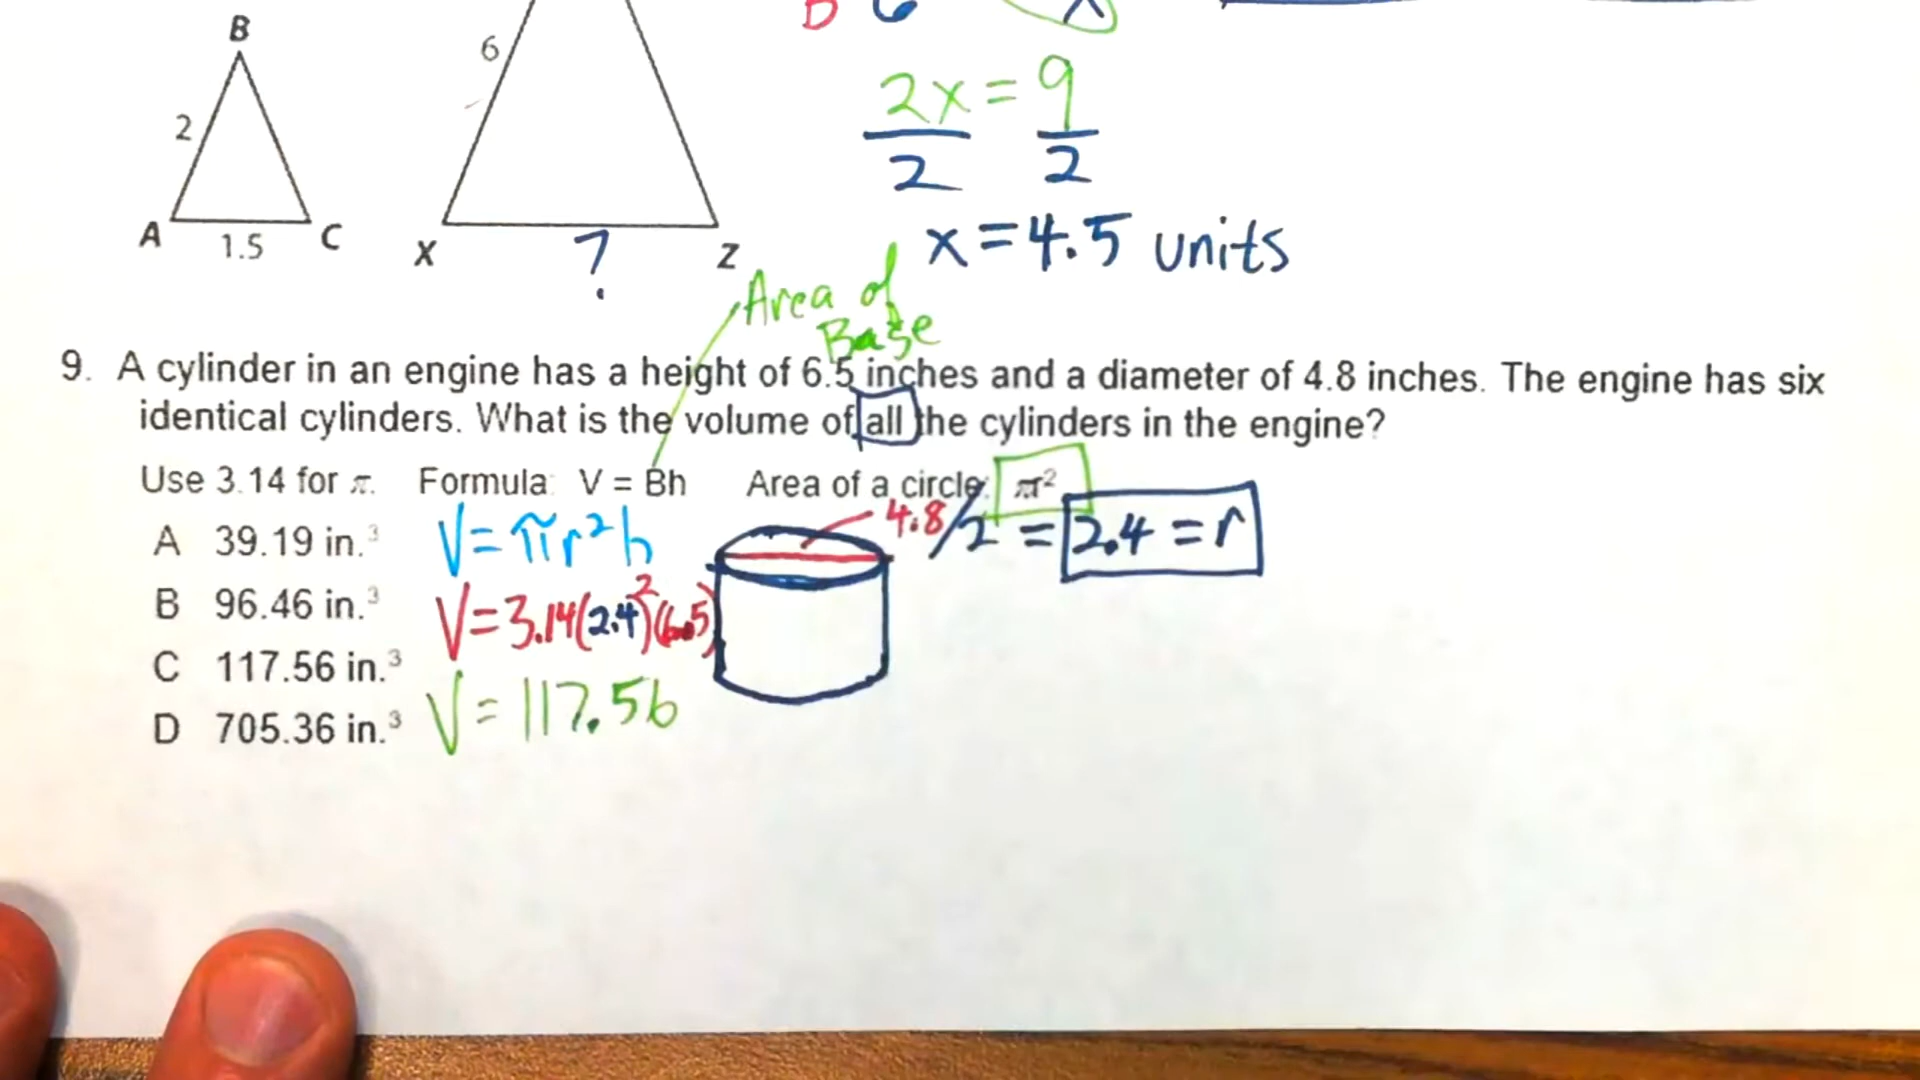 B
6
2x = 9
2
2 2
x = 4.5 units
A 1.5 C
X ? Z
Area of
Base
9. A cylinder in an engine has a height of 6.5 inches and a diameter of 4.8 inches. The engine has six
identical cylinders. What is the volume of all the cylinders in the engine?
Use 3.14 for π. Formula: V = Bh Area of a circle: πr²
4.8/2 = 2.4 = r
A 39.19 in.³
V = πr²h
B 96.46 in.³
V = 3.14(2.4)²(6.5)
C 117.56 in.³
D 705.36 in.³
V = 117.56